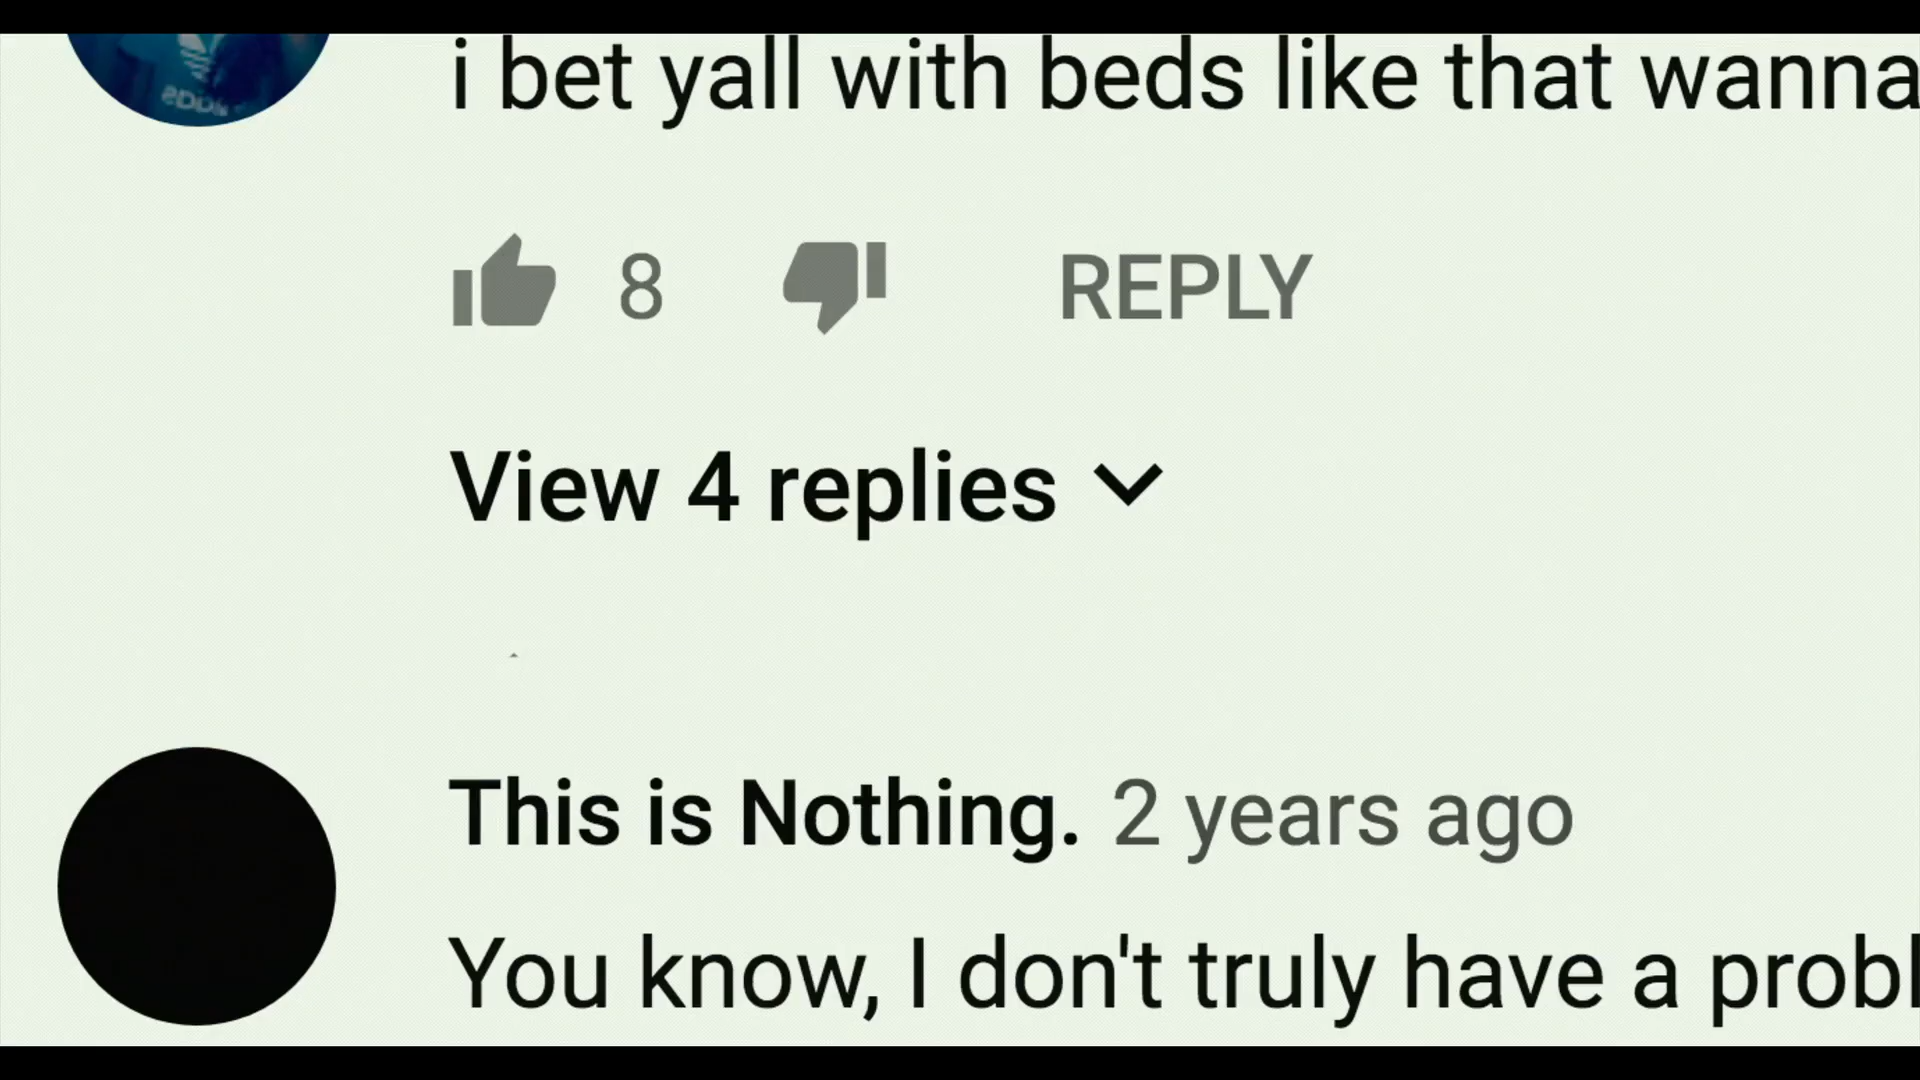 i bet yall with beds like that wanna
8 REPLY
View 4 replies
This is Nothing. 2 years ago
You know, I don't truly have a